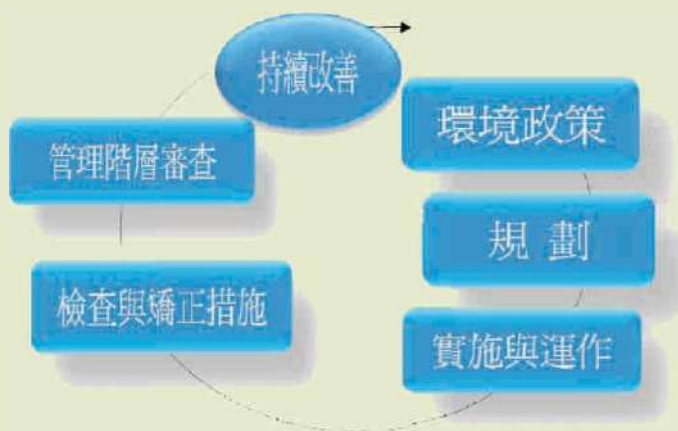 持續改善
環境政策
規劃
實施與運作
檢查與矯正措施
管理階層審查